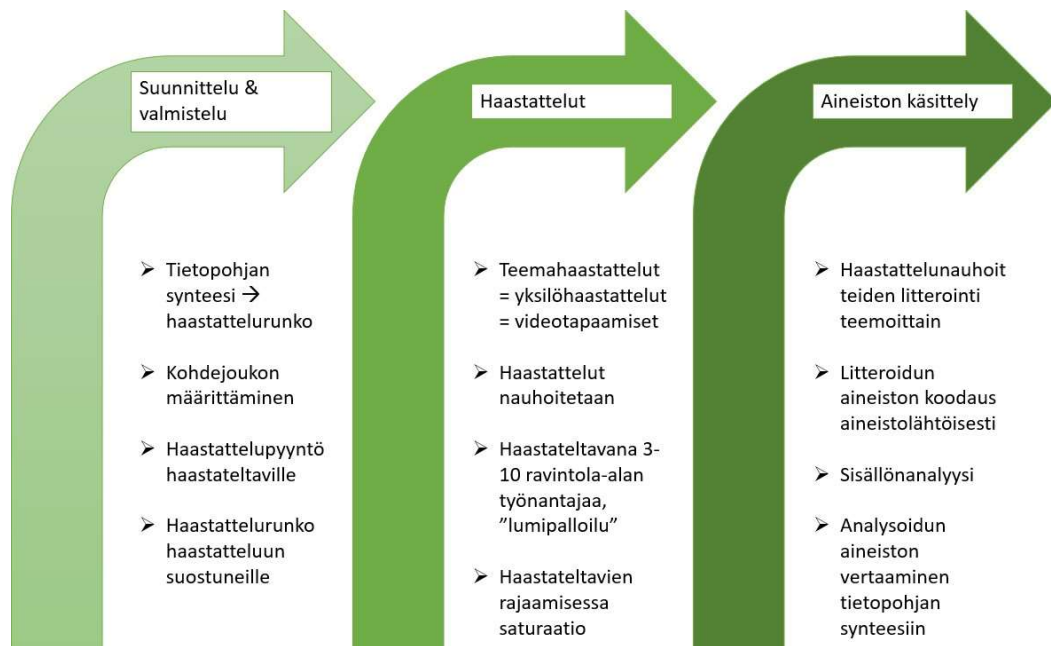 Suunnittelu &
valmistelu
➢ Tietopohjan
synteesi →
haastattelurunko
➢ Kohdejoukon
määrittäminen
➢ Haastattelupyyntö
haastateltaville
➢ Haastattelurunko
haastatteluun
suostuneille
Haastattelut
➢ Teemahaastattelut
= yksilöhaastattelut
= videotapaamiset
➢ Haastattelut
nauhoitetaan
➢ Haastateltavana 3-
10 ravintola-alan
työnantajaa,
”lumipalloilu”
➢ Haastateltavien
rajaamisessa
saturaatio
Aineiston käsittely
➢ Haastattelunauhoit
teiden litterointi
teemoittain
➢ Litteroidun
aineiston koodaus
aineistolähtöisesti
➢ Sisällönanalyysi
➢ Analysoidun
aineiston
vertaaminen
tietopohjan
synteesiin